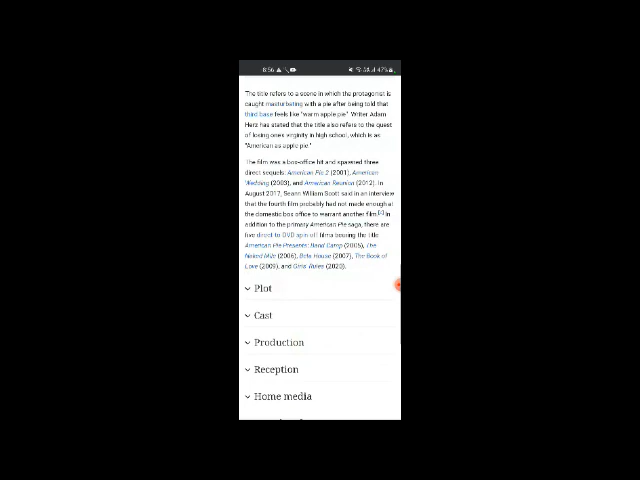 6:56
47%
The title refers to a scene in which the protagonist is
caught masturbating with a pie after being told that
third base feels like "warm apple pie". Writer Adam
Herz has stated that the title also refers to the quest
of losing ones virginity in high school, which is as
"American as apple pie."
The film was a box-office hit and spawned three
direct sequels: American Pie 2 (2001), American
Wedding (2003), and American Reunion (2012). In
August 2017, Seann William Scott said in an interview
that the fourth film probably had not made enough at
the domestic box office to warrant another film. In
addition to the primary American Pie saga, there are
five direct to DVD spin off films bearing the title
American Pie Presents: Band Camp (2005), The
Naked Mile (2006), Beta House (2007), The Book of
Love (2009), and Girls' Rules (2020).
Plot
Cast
Production
Reception
Home media